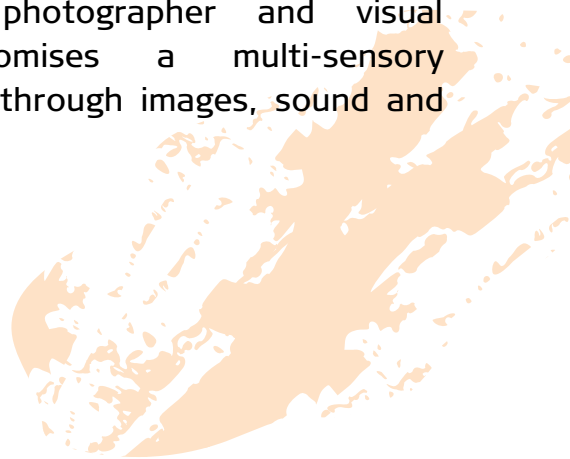 photographer and visual
omises a multi-sensory
through images, sound and